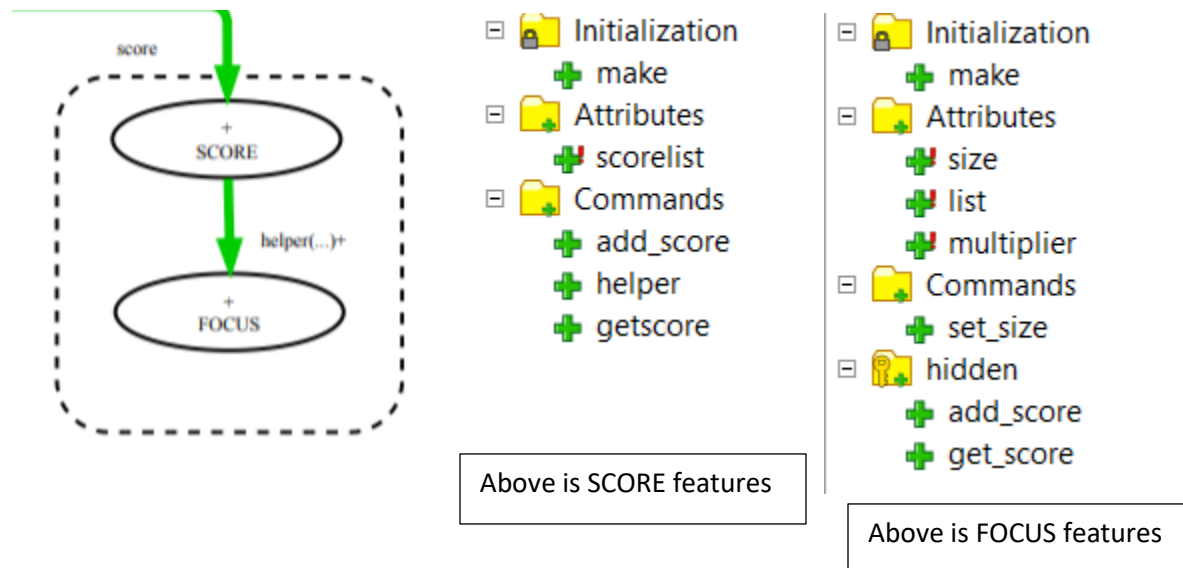 score
+
SCORE
helper(...)+
+
FOCUS
Initialization
make
Attributes
scorelist
Commands
add_score
helper
getscore
Above is SCORE features
Initialization
make
Attributes
size
list
multiplier
Commands
set_size
hidden
add_score
get_score
Above is FOCUS features